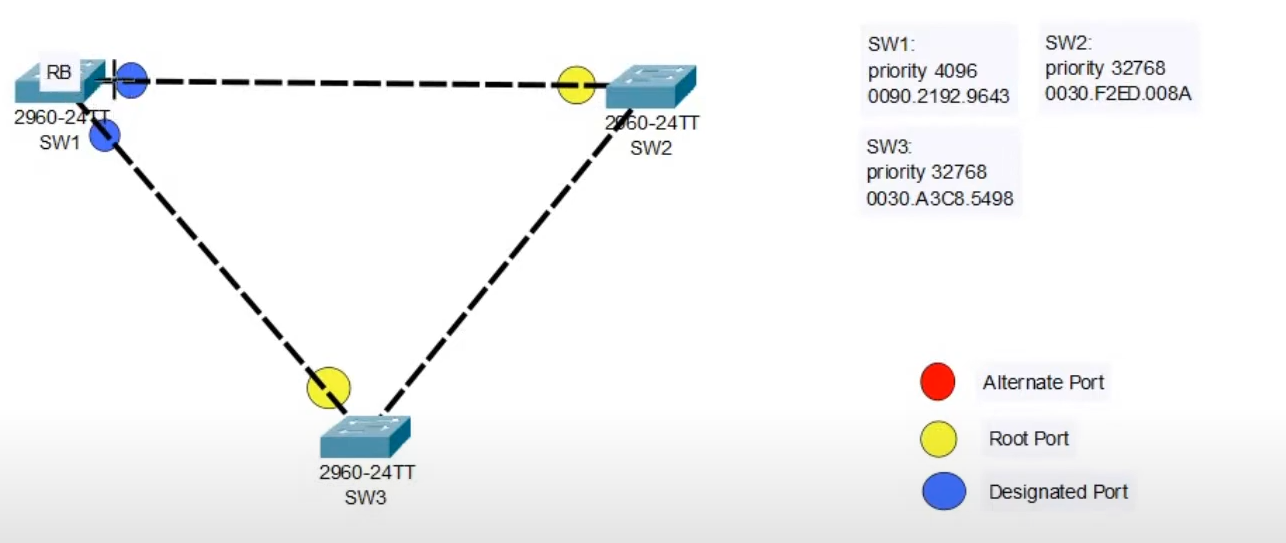 RB
2960-24TT
SW1
2960-24TT
SW2
2960-24TT
SW3
SW1:
priority 4096
0090.2192.9643
SW2:
priority 32768
0030.F2ED.008A
SW3:
priority 32768
0030.A3C8.5498
Alternate Port
Root Port
Designated Port